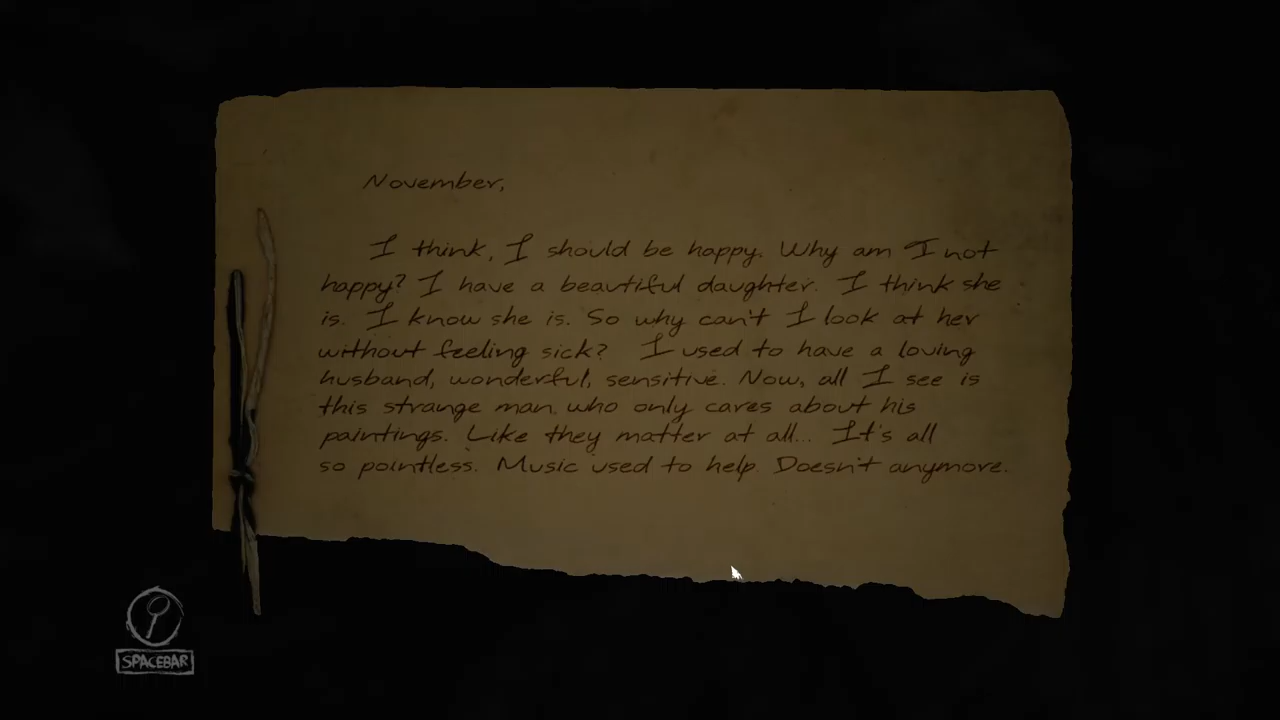 November,
I think, I should be happy. Why am I not
happy? I have a beautiful daughter. I think she
is. I know she is. So why can't I look at her
without feeling sick? I used to have a loving
husband, wonderful, sensitive. Now, all I see is
this strange man who only cares about his
paintings. Like they matter at all... It's all
so pointless. Music used to help. Doesn't anymore.
SPACEBAR